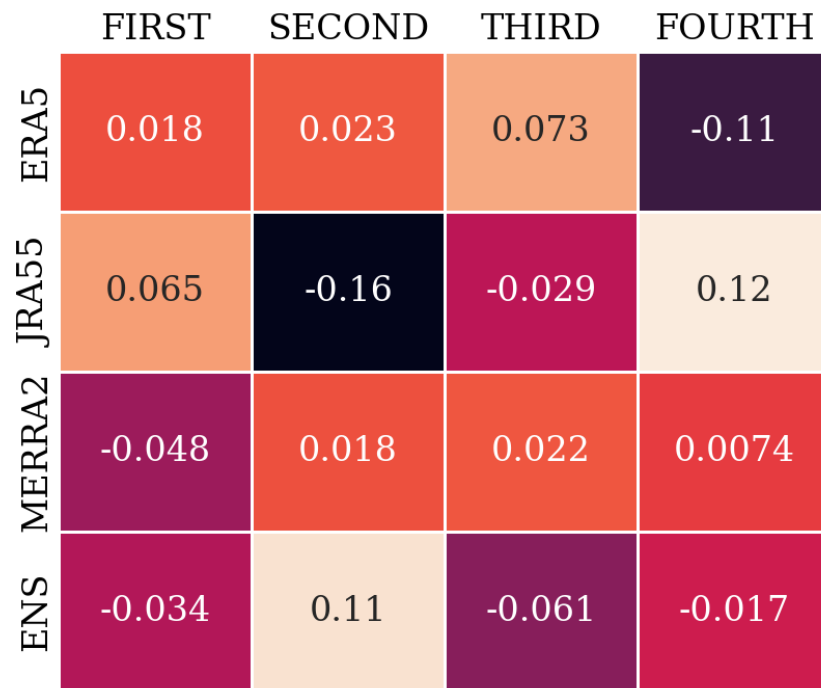 FIRST SECOND THIRD FOURTH
ERA5 0.018 0.023 0.073 -0.11
JRA55 0.065 -0.16 -0.029 0.12
MERRA2 -0.048 0.018 0.022 0.0074
ENS -0.034 0.11 -0.061 -0.017